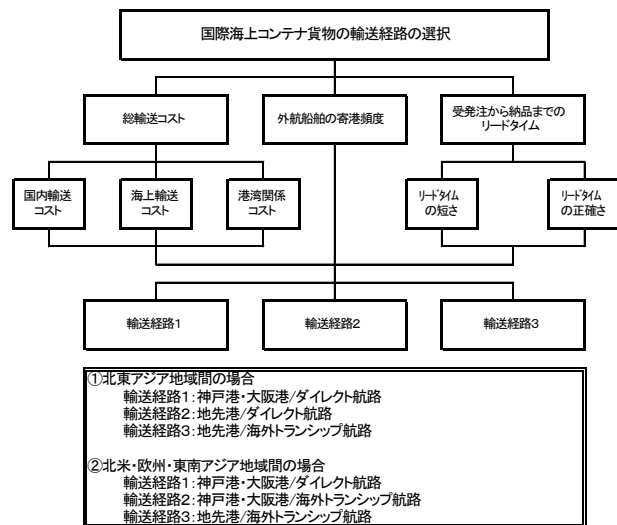 国際海上コンテナ貨物の輸送経路の選択
総輸送コスト
外航船舶の寄港頻度
受発注から納品までの
リードタイム
国内輸送
コスト
海上輸送
コスト
港湾関係
コスト
リードタイム
の短さ
リードタイム
の正確さ
輸送経路1
輸送経路2
輸送経路3
①北東アジア地域間の場合
輸送経路1:神戸港・大阪港/ダイレクト航路
輸送経路2:地先港/ダイレクト航路
輸送経路3:地先港/海外トランシップ航路
②北米・欧州・東南アジア地域間の場合
輸送経路1:神戸港・大阪港/ダイレクト航路
輸送経路2:神戸港・大阪港/海外トランシップ航路
輸送経路3:地先港/海外トランシップ航路